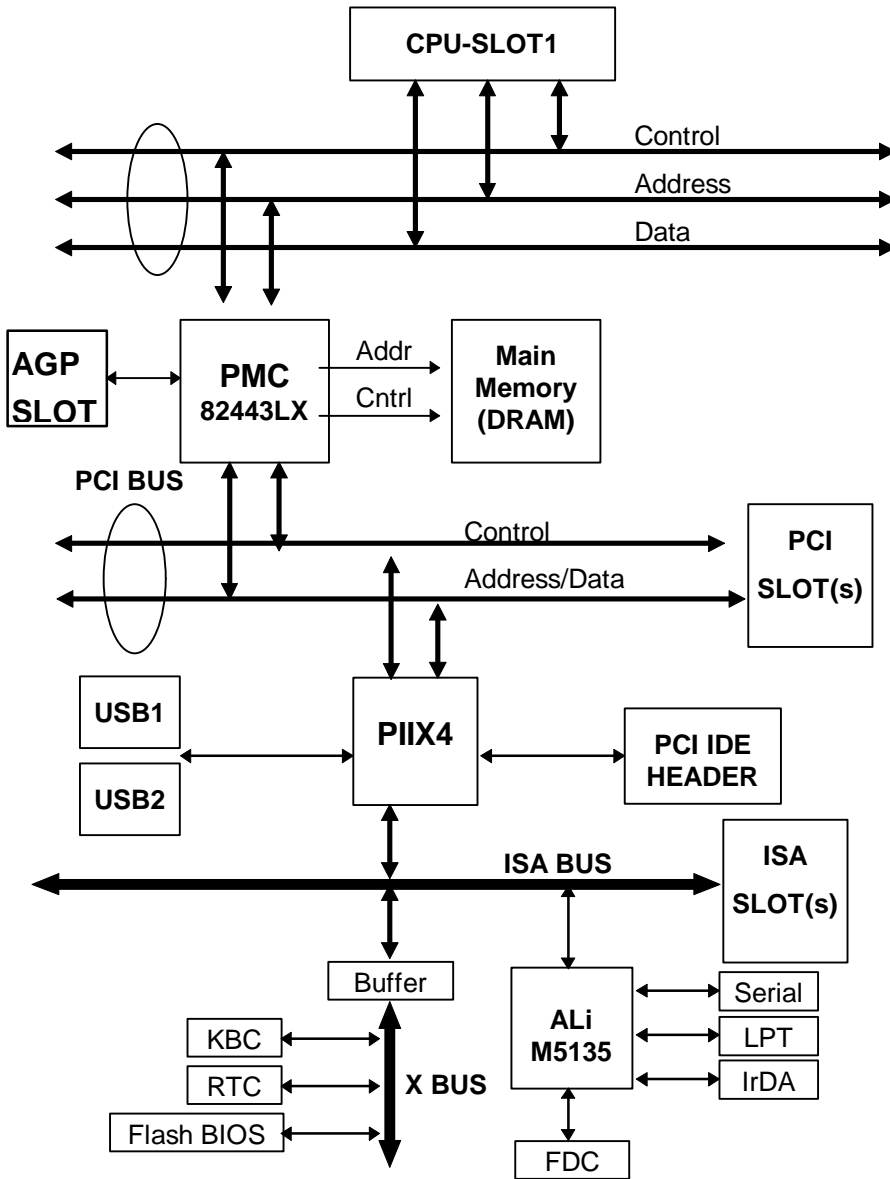 CPU-SLOT1
Control
Address
Data
AGP
SLOT
PMC
82443LX
Addr
Cntrl
Main
Memory
(DRAM)
PCI BUS
Control
Address/Data
PCI
SLOT(s)
USB1
USB2
PIIX4
PCI IDE
HEADER
ISA BUS
ISA
SLOT(s)
Buffer
KBC
RTC
Flash BIOS
X BUS
ALi
M5135
Serial
LPT
IrDA
FDC